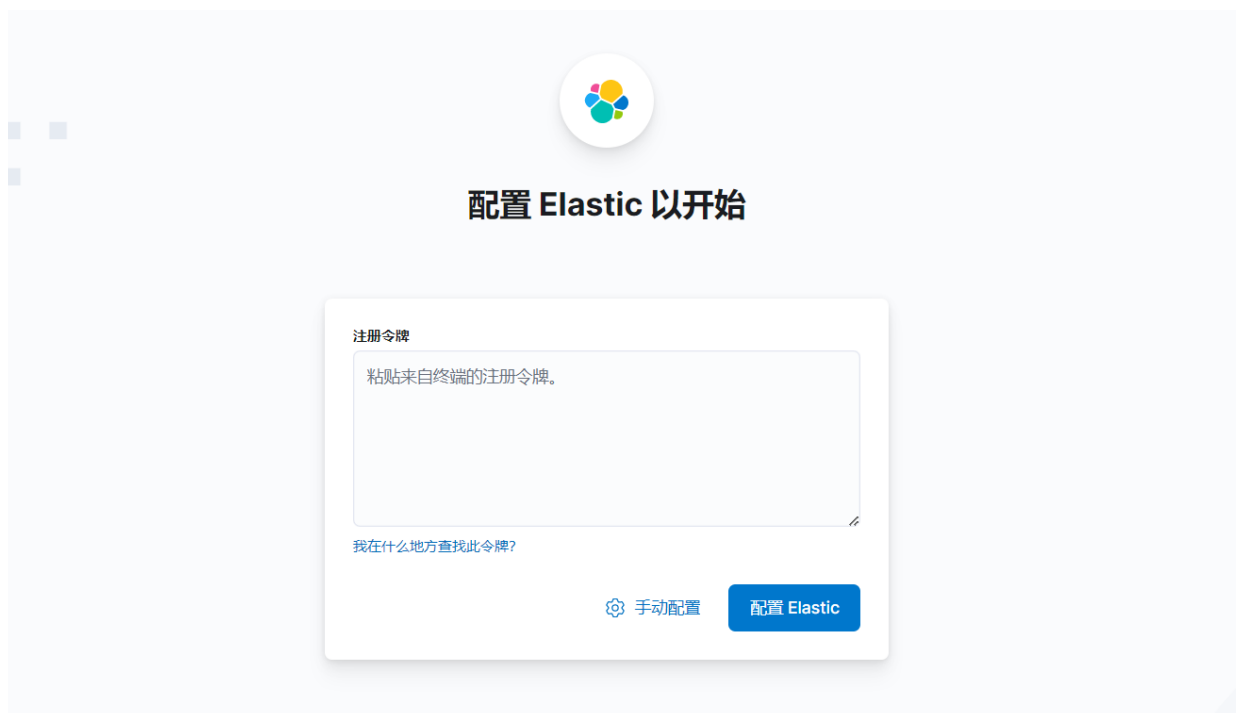 配置 Elastic 以开始
注册令牌
粘贴来自终端的注册令牌。
我在什么地方查找此令牌?
手动配置
配置 Elastic